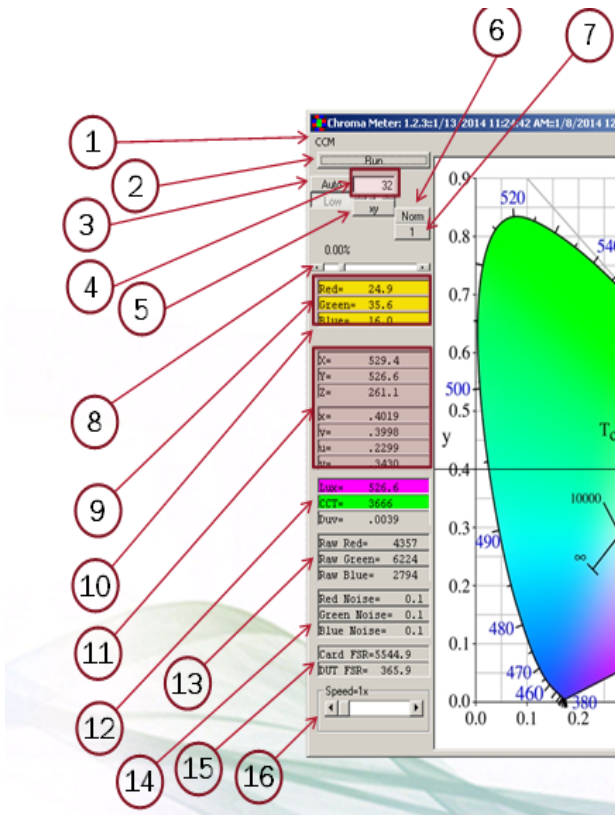 6
7
Chroma Meter: 1.2.3::1/13/2014 11:24:42 AM::1/8/2014 12
1
CCM
2
Run
3
Auto
32
Low
xy
Norm
1
4
5
0.00%
8
Red= 24.9
Green= 35.6
Blue= 16.0
9
X= 529.4
Y= 526.6
Z= 261.1
x= .4019
y= .3998
u= .2299
v= .3430
10
11
Lux= 526.6
CCT= 3666
Duv= .0039
Raw Red= 4357
Raw Green= 6224
Raw Blue= 2794
13
Red Noise= 0.1
Green Noise= 0.1
Blue Noise= 0.1
12
Card FSR=5544.9
DUT FSR= 365.9
Speed=1x
14
15
16
0.9
520
0.8
540
0.7
0.6
500
0.5
y
0.4
10000
0.3
490
∞
0.2
480
0.1
470
460
380
0.0
0.0 0.1 0.2